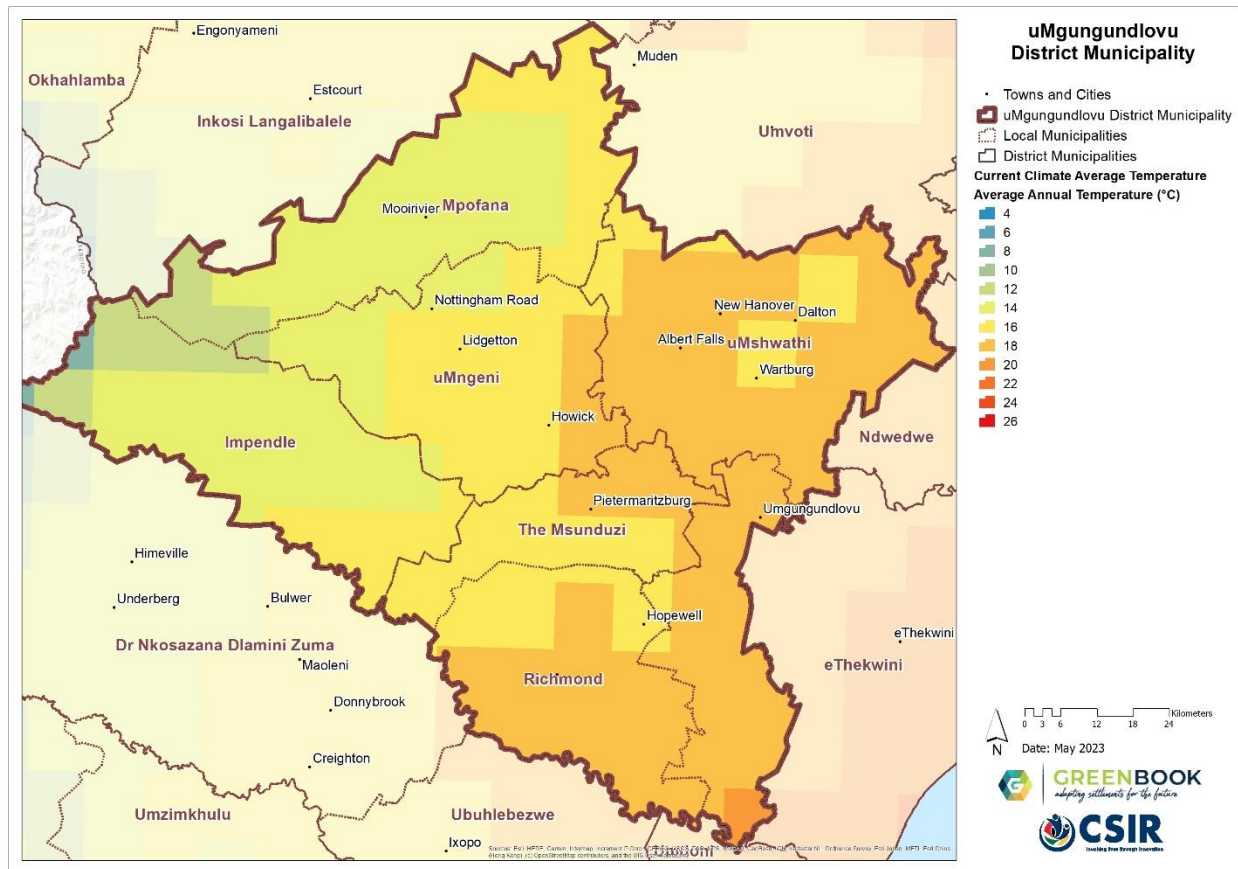 uMgungundlovu
District Municipality
Towns and Cities
uMgungundlovu District Municipality
Local Municipalities
District Municipalities
Current Climate Average Temperature
Average Annual Temperature (°C)
4
6
8
10
12
14
16
18
20
22
24
26
Engonyameni
Muden
Okhahlamba
Estcourt
Inkosi Langalibalele
Umvoti
Mooirivier
Mpofana
Nottingham Road
New Hanover
Dalton
Lidgetton
Albert Falls
uMshwathi
uMngeni
Wartburg
Howick
Impendle
Ndwedwe
Pietermaritzburg
Umgungundlovu
The Msunduzi
Himeville
Underberg
Bulwer
Hopewell
eThekwini
Dr Nkosazana Dlamini Zuma
Maoleni
eThekwini
Richmond
Donnybrook
Creighton
Umzimkhulu
Ubuhlebezwe
Ixopo
0 3 6 12 18 24
Kilometers
N
Date: May 2023
GREENBOOK
adapting settlements for the future
CSIR
Touching lives through innovation